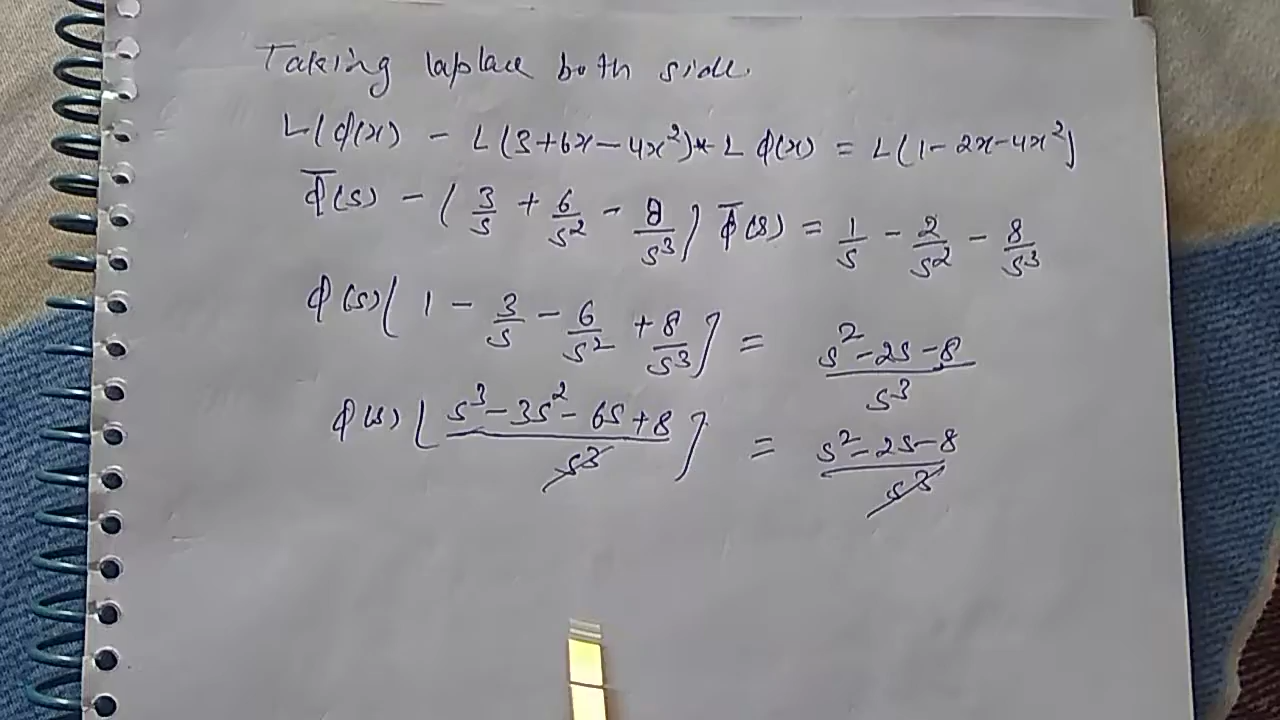 Taking laplace both side.
L(φ(x) - L(3+6x-4x²)* L φ(x) = L(1-2x-4x²)
φ̅(s) - (3/s + 6/s² - 8/s³) φ̅(s) = 1/s - 2/s² - 8/s³
φ(s)(1 - 3/s - 6/s² + 8/s³] = s²-2s-8/s³
φ(s)[s³-3s²-6s+8/s³] = s²-2s-8/s³